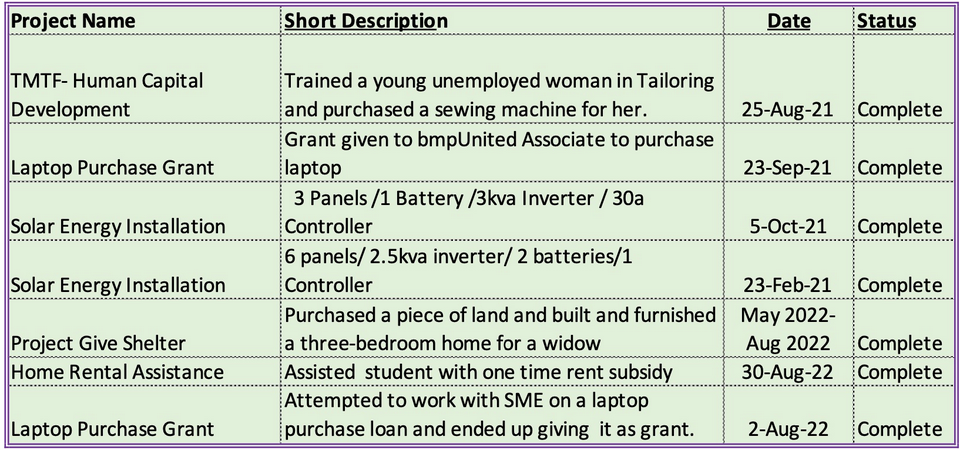 Project Name Short Description Date Status
TMTF- Human Capital Trained a young unemployed woman in Tailoring
Development and purchased a sewing machine for her. 25-Aug-21 Complete
Grant given to bmpUnited Associate to purchase
Laptop Purchase Grant laptop 23-Sep-21 Complete
3 Panels /1 Battery /3kva Inverter / 30a
Solar Energy Installation Controller 5-Oct-21 Complete
6 panels/ 2.5kva inverter/ 2 batteries/1
Solar Energy Installation Controller 23-Feb-21 Complete
Purchased a piece of land and built and furnished May 2022-
Project Give Shelter a three-bedroom home for a widow Aug 2022 Complete
Home Rental Assistance Assisted student with one time rent subsidy 30-Aug-22 Complete
Attempted to work with SME on a laptop
Laptop Purchase Grant purchase loan and ended up giving it as grant. 2-Aug-22 Complete